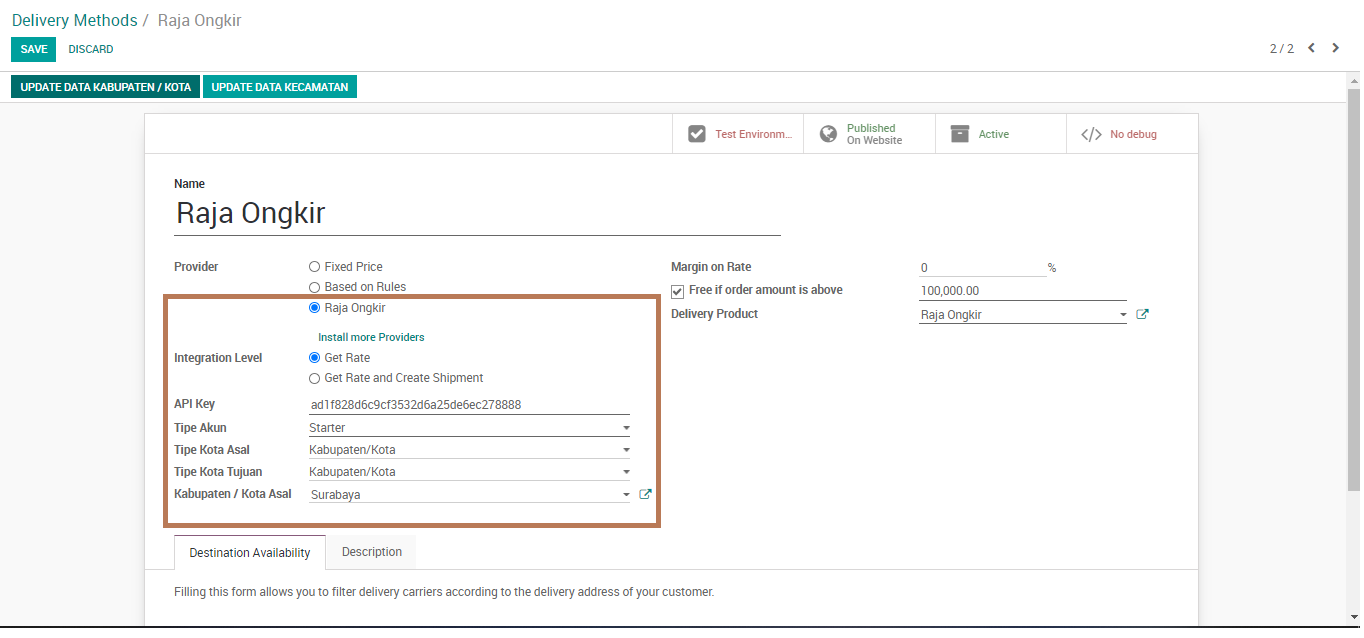 Delivery Methods / Raja Ongkir
SAVE DISCARD
2 / 2
UPDATE DATA KABUPATEN / KOTA UPDATE DATA KECAMATAN
Test Environm...
Published
On Website
Active
No debug
Name
Raja Ongkir
Provider
Fixed Price
Based on Rules
Raja Ongkir
Install more Providers
Integration Level
Get Rate
Get Rate and Create Shipment
API Key ad1f828d6c9cf3532d6a25de6ec278888
Tipe Akun Starter
Tipe Kota Asal Kabupaten/Kota
Tipe Kota Tujuan Kabupaten/Kota
Kabupaten / Kota Asal Surabaya
Margin on Rate 0 %
Free if order amount is above 100,000.00
Delivery Product Raja Ongkir
Destination Availability Description
Filling this form allows you to filter delivery carriers according to the delivery address of your customer.